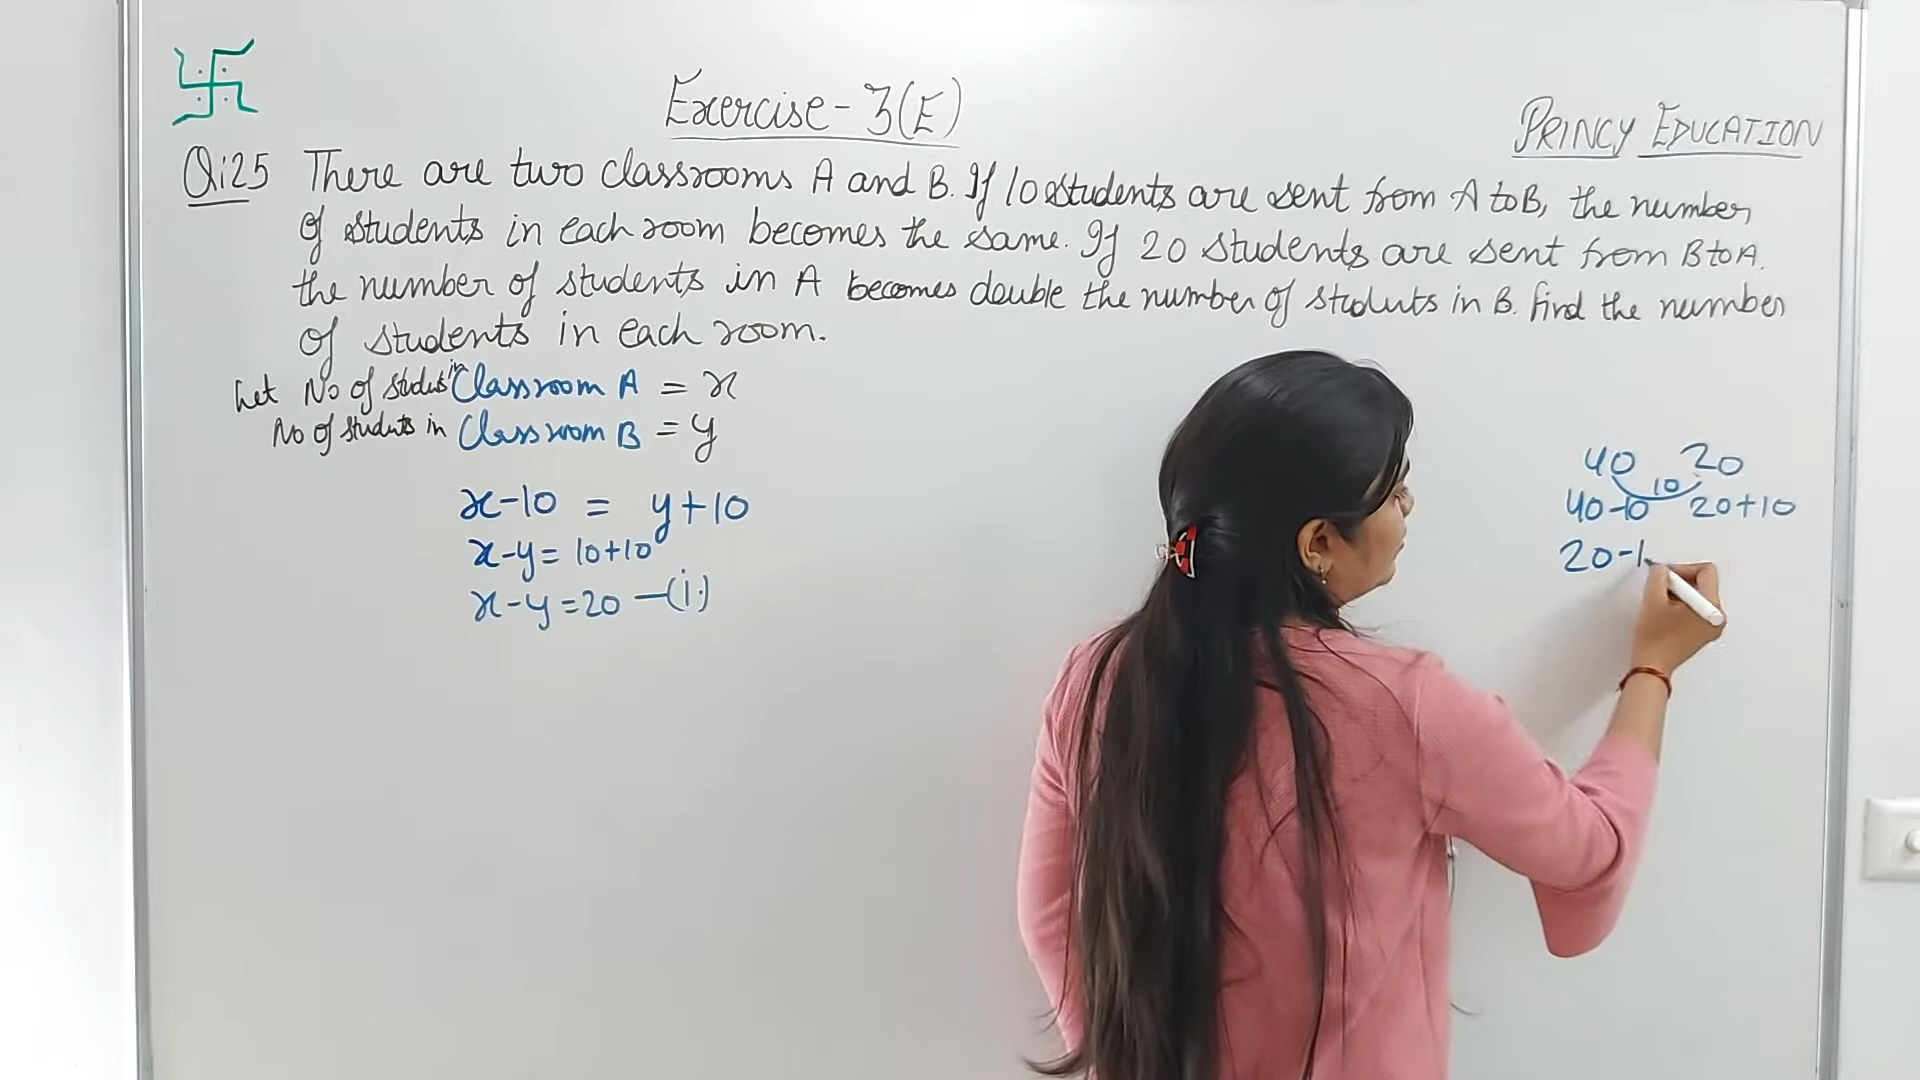 Exercise-3(E)
PRINCY EDUCATION
Q:25 There are two classrooms A and B. If 10 students are sent from A to B, the number
of students in each room becomes the same. If 20 students are sent from B to A.
the number of students in A becomes double the number of students in B. find the number
of students in each room.
Let No of students in Classroom A = x
No of students in Classroom B = y
x-10 = y+10
x-y= 10+10
x-y=20 —(i)
40 20
10
40-10 20+10
20-1